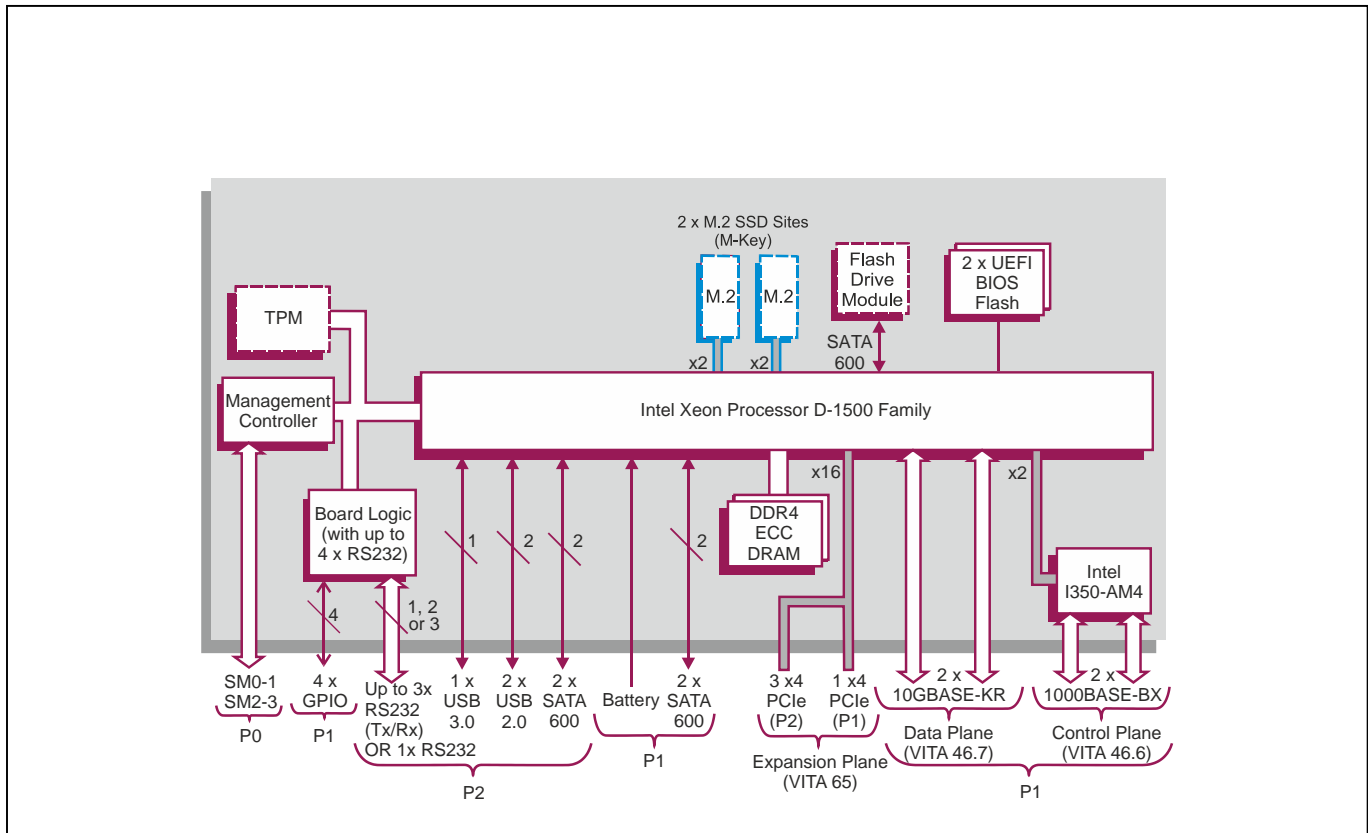 2 x M.2 SSD Sites
(M-Key)
M.2
M.2
Flash
Drive
Module
2 x UEFI
BIOS
Flash
TPM
x2
x2
SATA
600
Management
Controller
Intel Xeon Processor D-1500 Family
x16
x2
Board Logic
(with up to
4 x RS232)
DDR4
ECC
DRAM
1
2
2
2
Intel
I350-AM4
4
1, 2
or 3
SM0-1
SM2-3
P0
4 x
GPIO
P1
Up to 3x
RS232
(Tx/Rx)
OR 1x RS232
1 x
USB
3.0
2 x
USB
2.0
2 x
SATA
600
P2
Battery
2 x
SATA
600
P1
3 x4
PCIe
(P2)
1 x4
PCIe
(P1)
Expansion Plane
(VITA 65)
2 x
10GBASE-KR
Data Plane
(VITA 46.7)
2 x
1000BASE-BX
Control Plane
(VITA 46.6)
P1